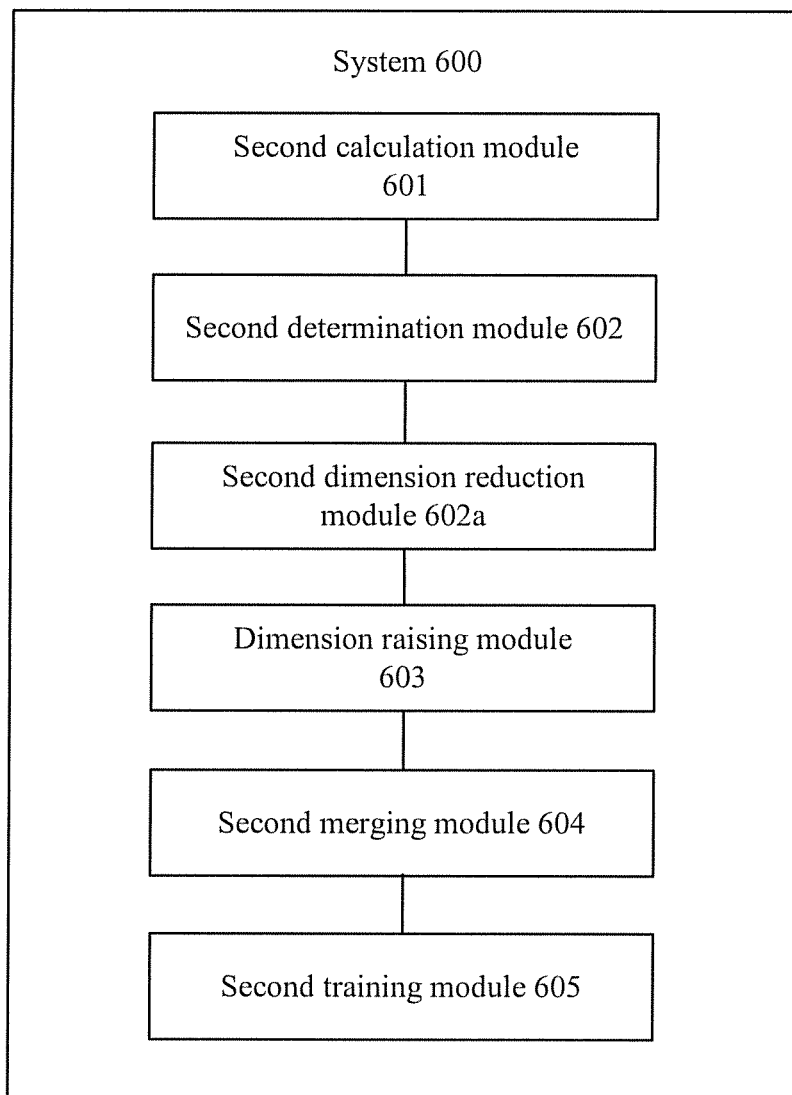 System 600
Second calculation module
601
Second determination module 602
Second dimension reduction
module 602a
Dimension raising module
603
Second merging module 604
Second training module 605